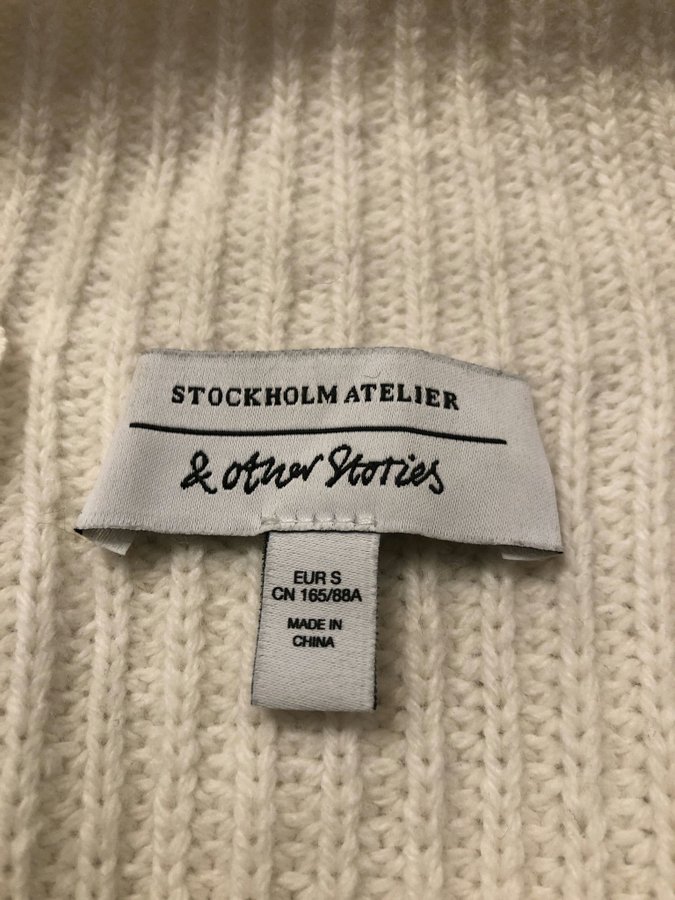 STOCKHOLM ATELIER
& other Stories
EUR S
CN 165/88A
MADE IN
CHINA